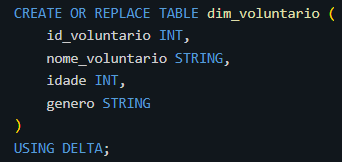 CREATE OR REPLACE TABLE dim_voluntario (
    id_voluntario INT,
    nome_voluntario STRING,
    idade INT,
    genero STRING
)
USING DELTA;